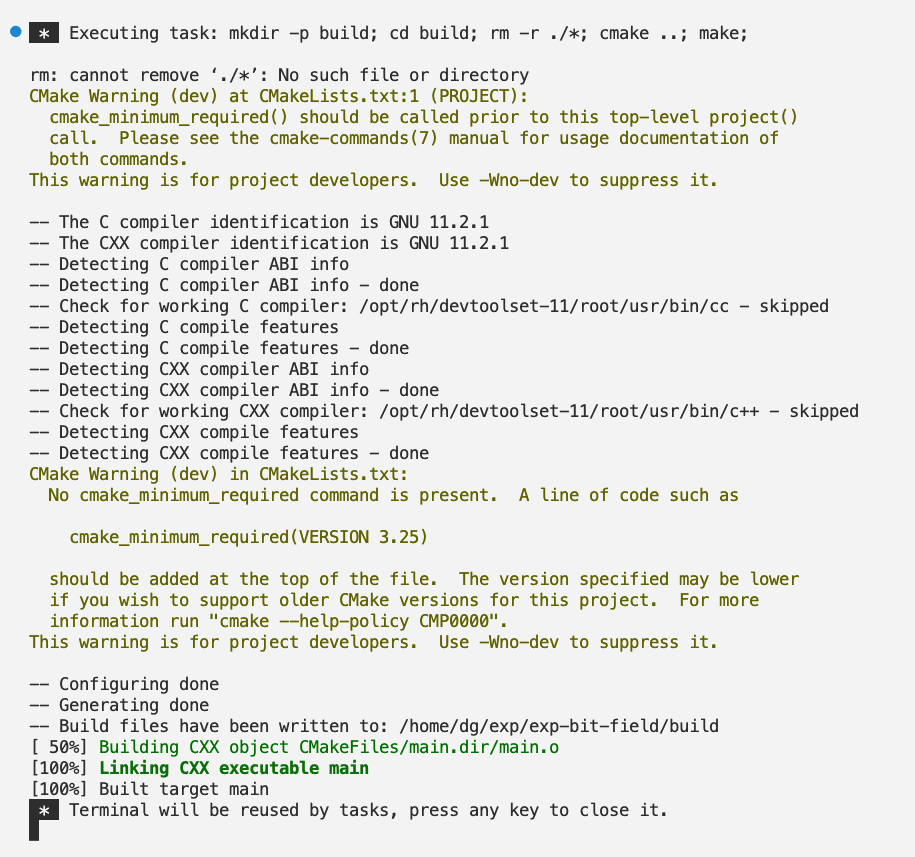 * Executing task: mkdir -p build; cd build; rm -r ./*; cmake ..; make;
rm: cannot remove ‘./*’: No such file or directory
CMake Warning (dev) at CMakeLists.txt:1 (PROJECT):
  cmake_minimum_required() should be called prior to this top-level project()
  call.  Please see the cmake-commands(7) manual for usage documentation of
  both commands.
This warning is for project developers.  Use -Wno-dev to suppress it.
-- The C compiler identification is GNU 11.2.1
-- The CXX compiler identification is GNU 11.2.1
-- Detecting C compiler ABI info
-- Detecting C compiler ABI info - done
-- Check for working C compiler: /opt/rh/devtoolset-11/root/usr/bin/cc - skipped
-- Detecting C compile features
-- Detecting C compile features - done
-- Detecting CXX compiler ABI info
-- Detecting CXX compiler ABI info - done
-- Check for working CXX compiler: /opt/rh/devtoolset-11/root/usr/bin/c++ - skipped
-- Detecting CXX compile features
-- Detecting CXX compile features - done
CMake Warning (dev) in CMakeLists.txt:
  No cmake_minimum_required command is present.  A line of code such as
    cmake_minimum_required(VERSION 3.25)
  should be added at the top of the file.  The version specified may be lower
  if you wish to support older CMake versions for this project.  For more
  information run "cmake --help-policy CMP0000".
This warning is for project developers.  Use -Wno-dev to suppress it.
-- Configuring done
-- Generating done
-- Build files have been written to: /home/dg/exp/exp-bit-field/build
[ 50%] Building CXX object CMakeFiles/main.dir/main.o
[100%] Linking CXX executable main
[100%] Built target main
* Terminal will be reused by tasks, press any key to close it.